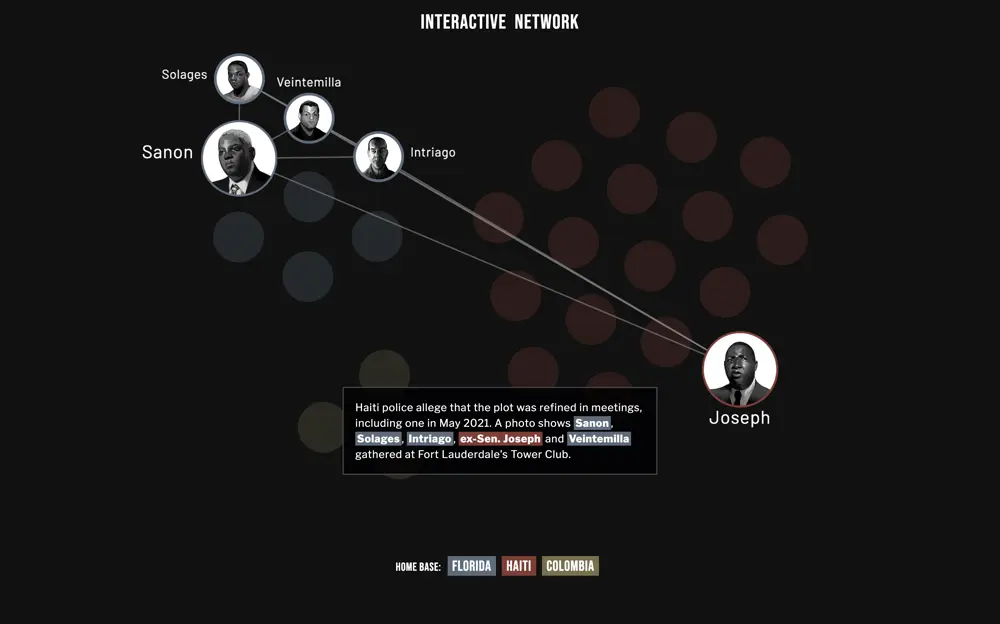 INTERACTIVE NETWORK
Solages
Veintemilla
Sanon
Intriago
Joseph
Haiti police allege that the plot was refined in meetings,
including one in May 2021. A photo shows Sanon,
Solages, Intriago, ex-Sen. Joseph and Veintemilla
gathered at Fort Lauderdale's Tower Club.
HOME BASE: FLORIDA HAITI COLOMBIA